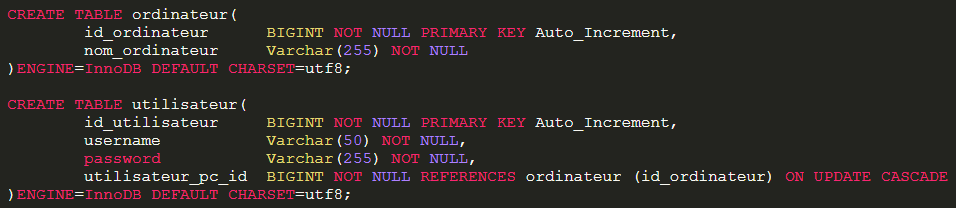 CREATE TABLE ordinateur(
id_ordinateur BIGINT NOT NULL PRIMARY KEY Auto_Increment,
nom_ordinateur Varchar(255) NOT NULL
)ENGINE=InnoDB DEFAULT CHARSET=utf8;
CREATE TABLE utilisateur(
id_utilisateur BIGINT NOT NULL PRIMARY KEY Auto_Increment,
username Varchar(50) NOT NULL,
password Varchar(255) NOT NULL,
utilisateur_pc_id BIGINT NOT NULL REFERENCES ordinateur (id_ordinateur) ON UPDATE CASCADE
)ENGINE=InnoDB DEFAULT CHARSET=utf8;